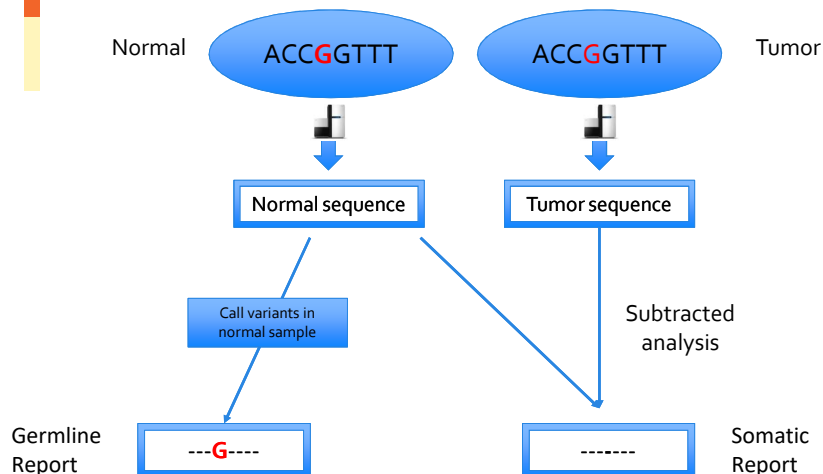 Normal
ACCGGTTT
ACCGGTTT
Tumor
Normal sequence
Tumor sequence
Call variants in
normal sample
Subtracted
analysis
Germline
Report
---G----
-------
Somatic
Report